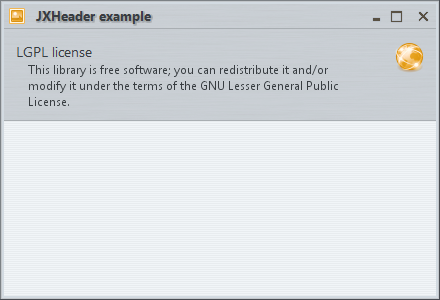 JXHeader example
LGPL license
This library is free software; you can redistribute it and/or
modify it under the terms of the GNU Lesser General Public
License.